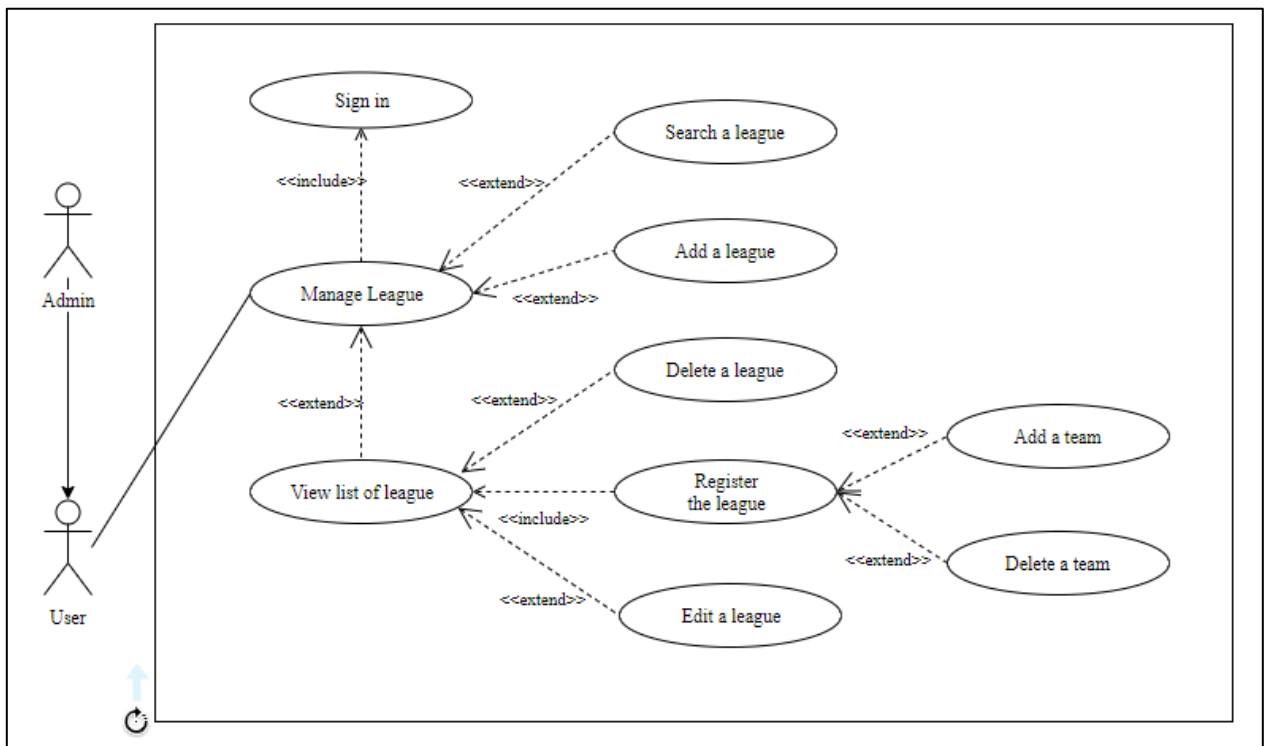 Sign in
Search a league
<<include>>
<<extend>>
Add a league
Admin
Manage League
<<extend>>
Delete a league
<<extend>>
<<extend>>
<<extend>>
Add a team
View list of league
Register
the league
<<include>>
<<extend>>
Delete a team
<<extend>>
Edit a league
User